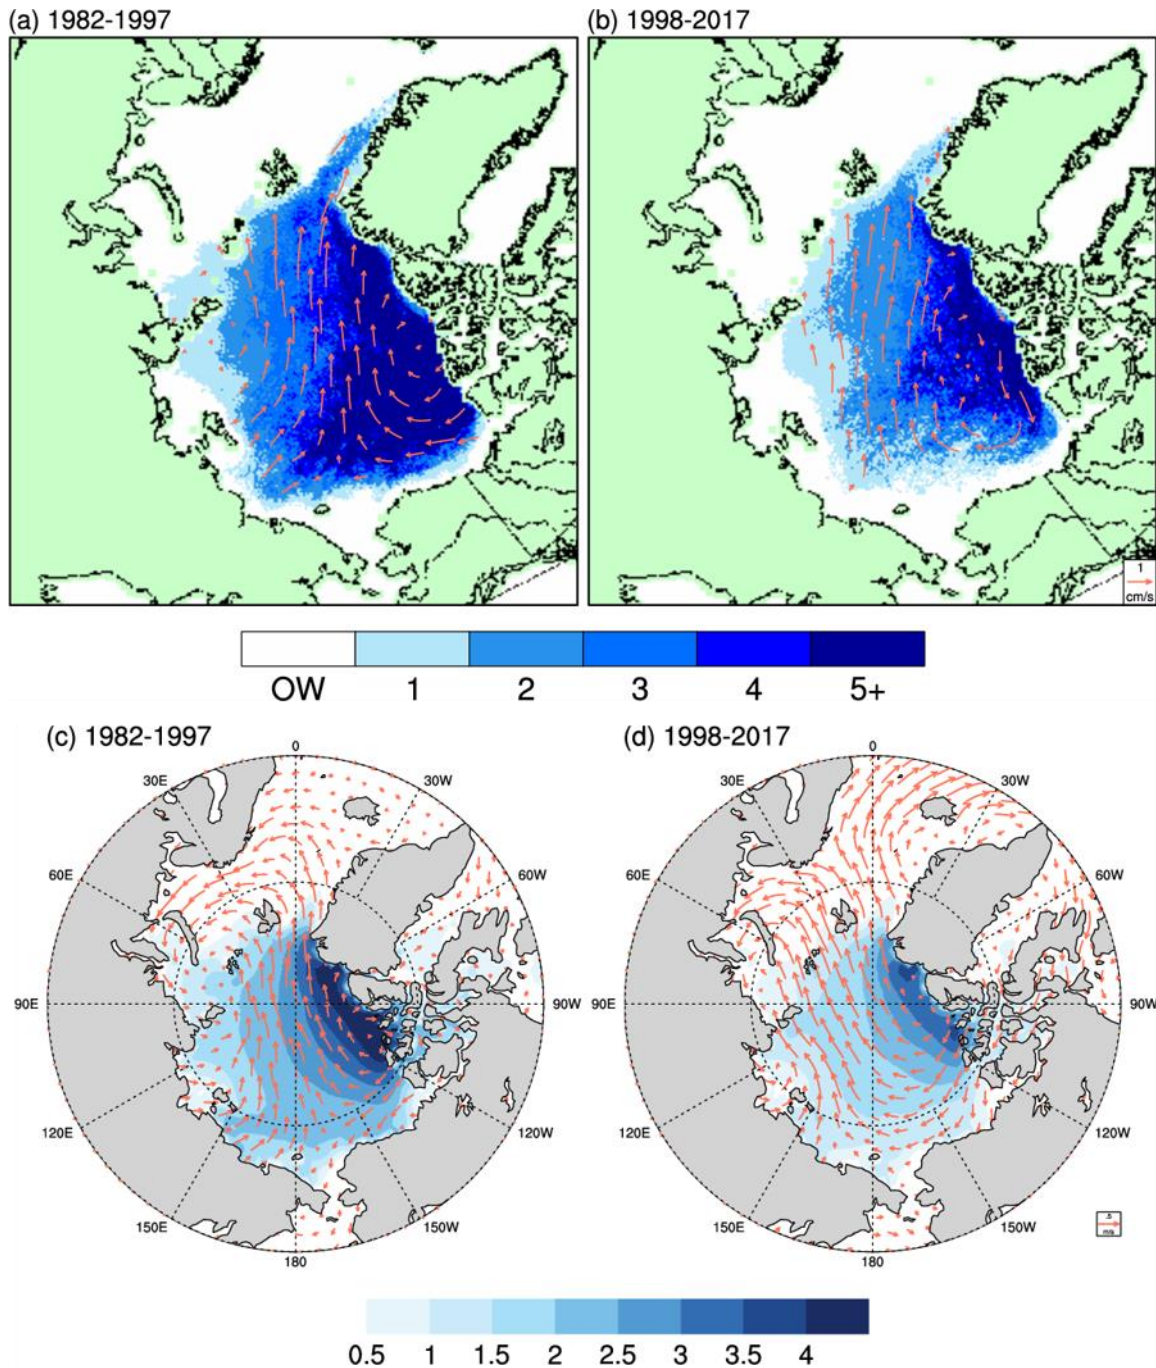 (a) 1982-1997
(b) 1998-2017
1
cm/s
OW 1 2 3 4 5+
(c) 1982-1997
(d) 1998-2017
0
0
30E
30W
30E
30W
60E
60W
60E
60W
90E
90W
90E
90W
120E
120W
120E
120W
150E
150W
150E
150W
180
180
.5
m/s
0.5 1 1.5 2 2.5 3 3.5 4